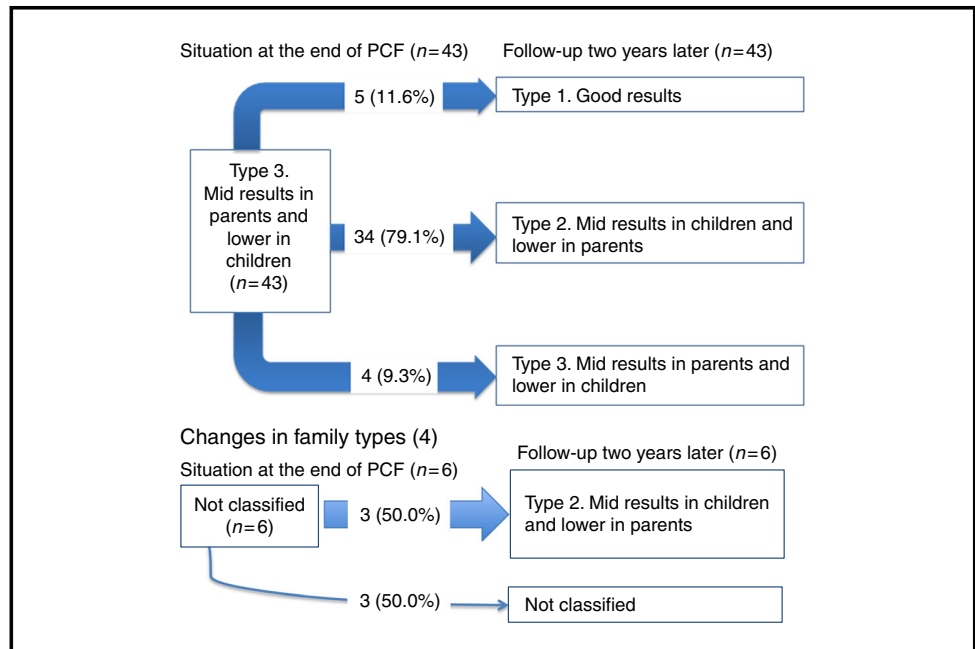 Situation at the end of PCF (n=43)
Follow-up two years later (n=43)
5 (11.6%)
Type 1. Good results
Type 3.
Mid results in
parents and
lower in
children
(n=43)
34 (79.1%)
Type 2. Mid results in children and
lower in parents
4 (9.3%)
Type 3. Mid results in parents and
lower in children
Changes in family types (4)
Situation at the end of PCF (n=6)
Follow-up two years later (n=6)
Not classified
(n=6)
3 (50.0%)
Type 2. Mid results in children
and lower in parents
3 (50.0%)
Not classified